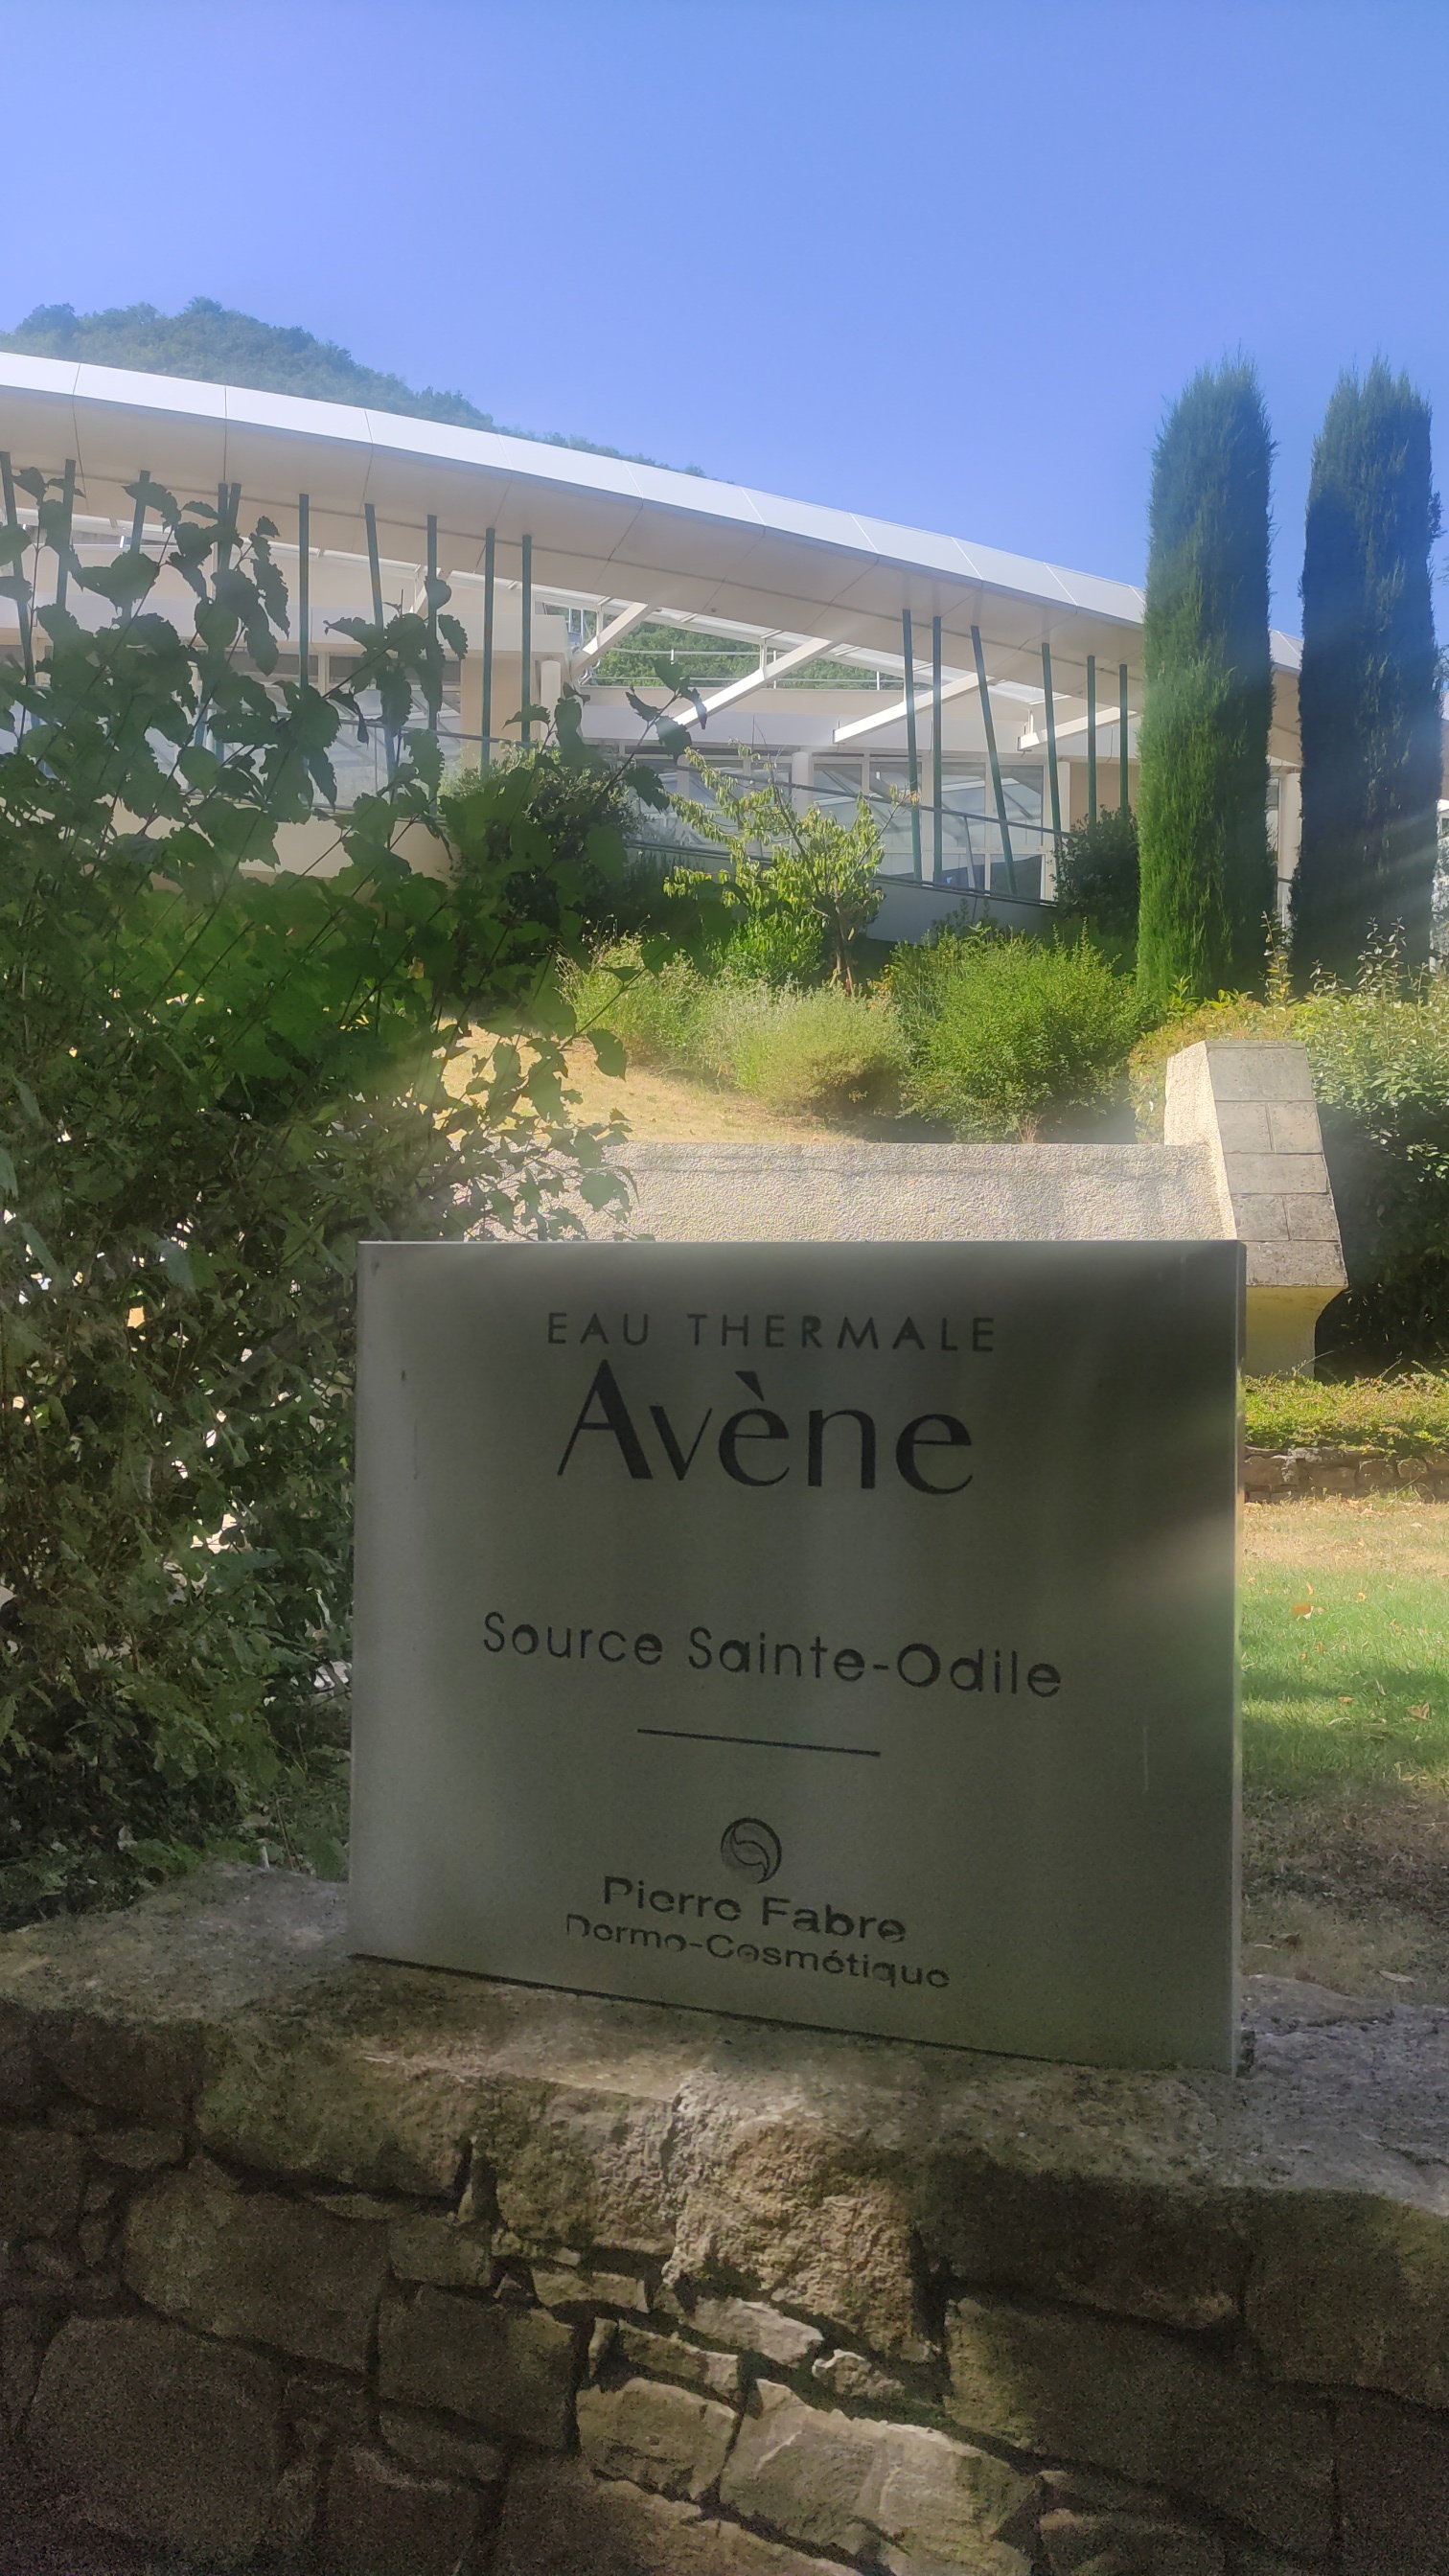 EAU THERMALE
Avène
Source Sainte-Odile
Pierre Fabre
Dermo-Cosmétique